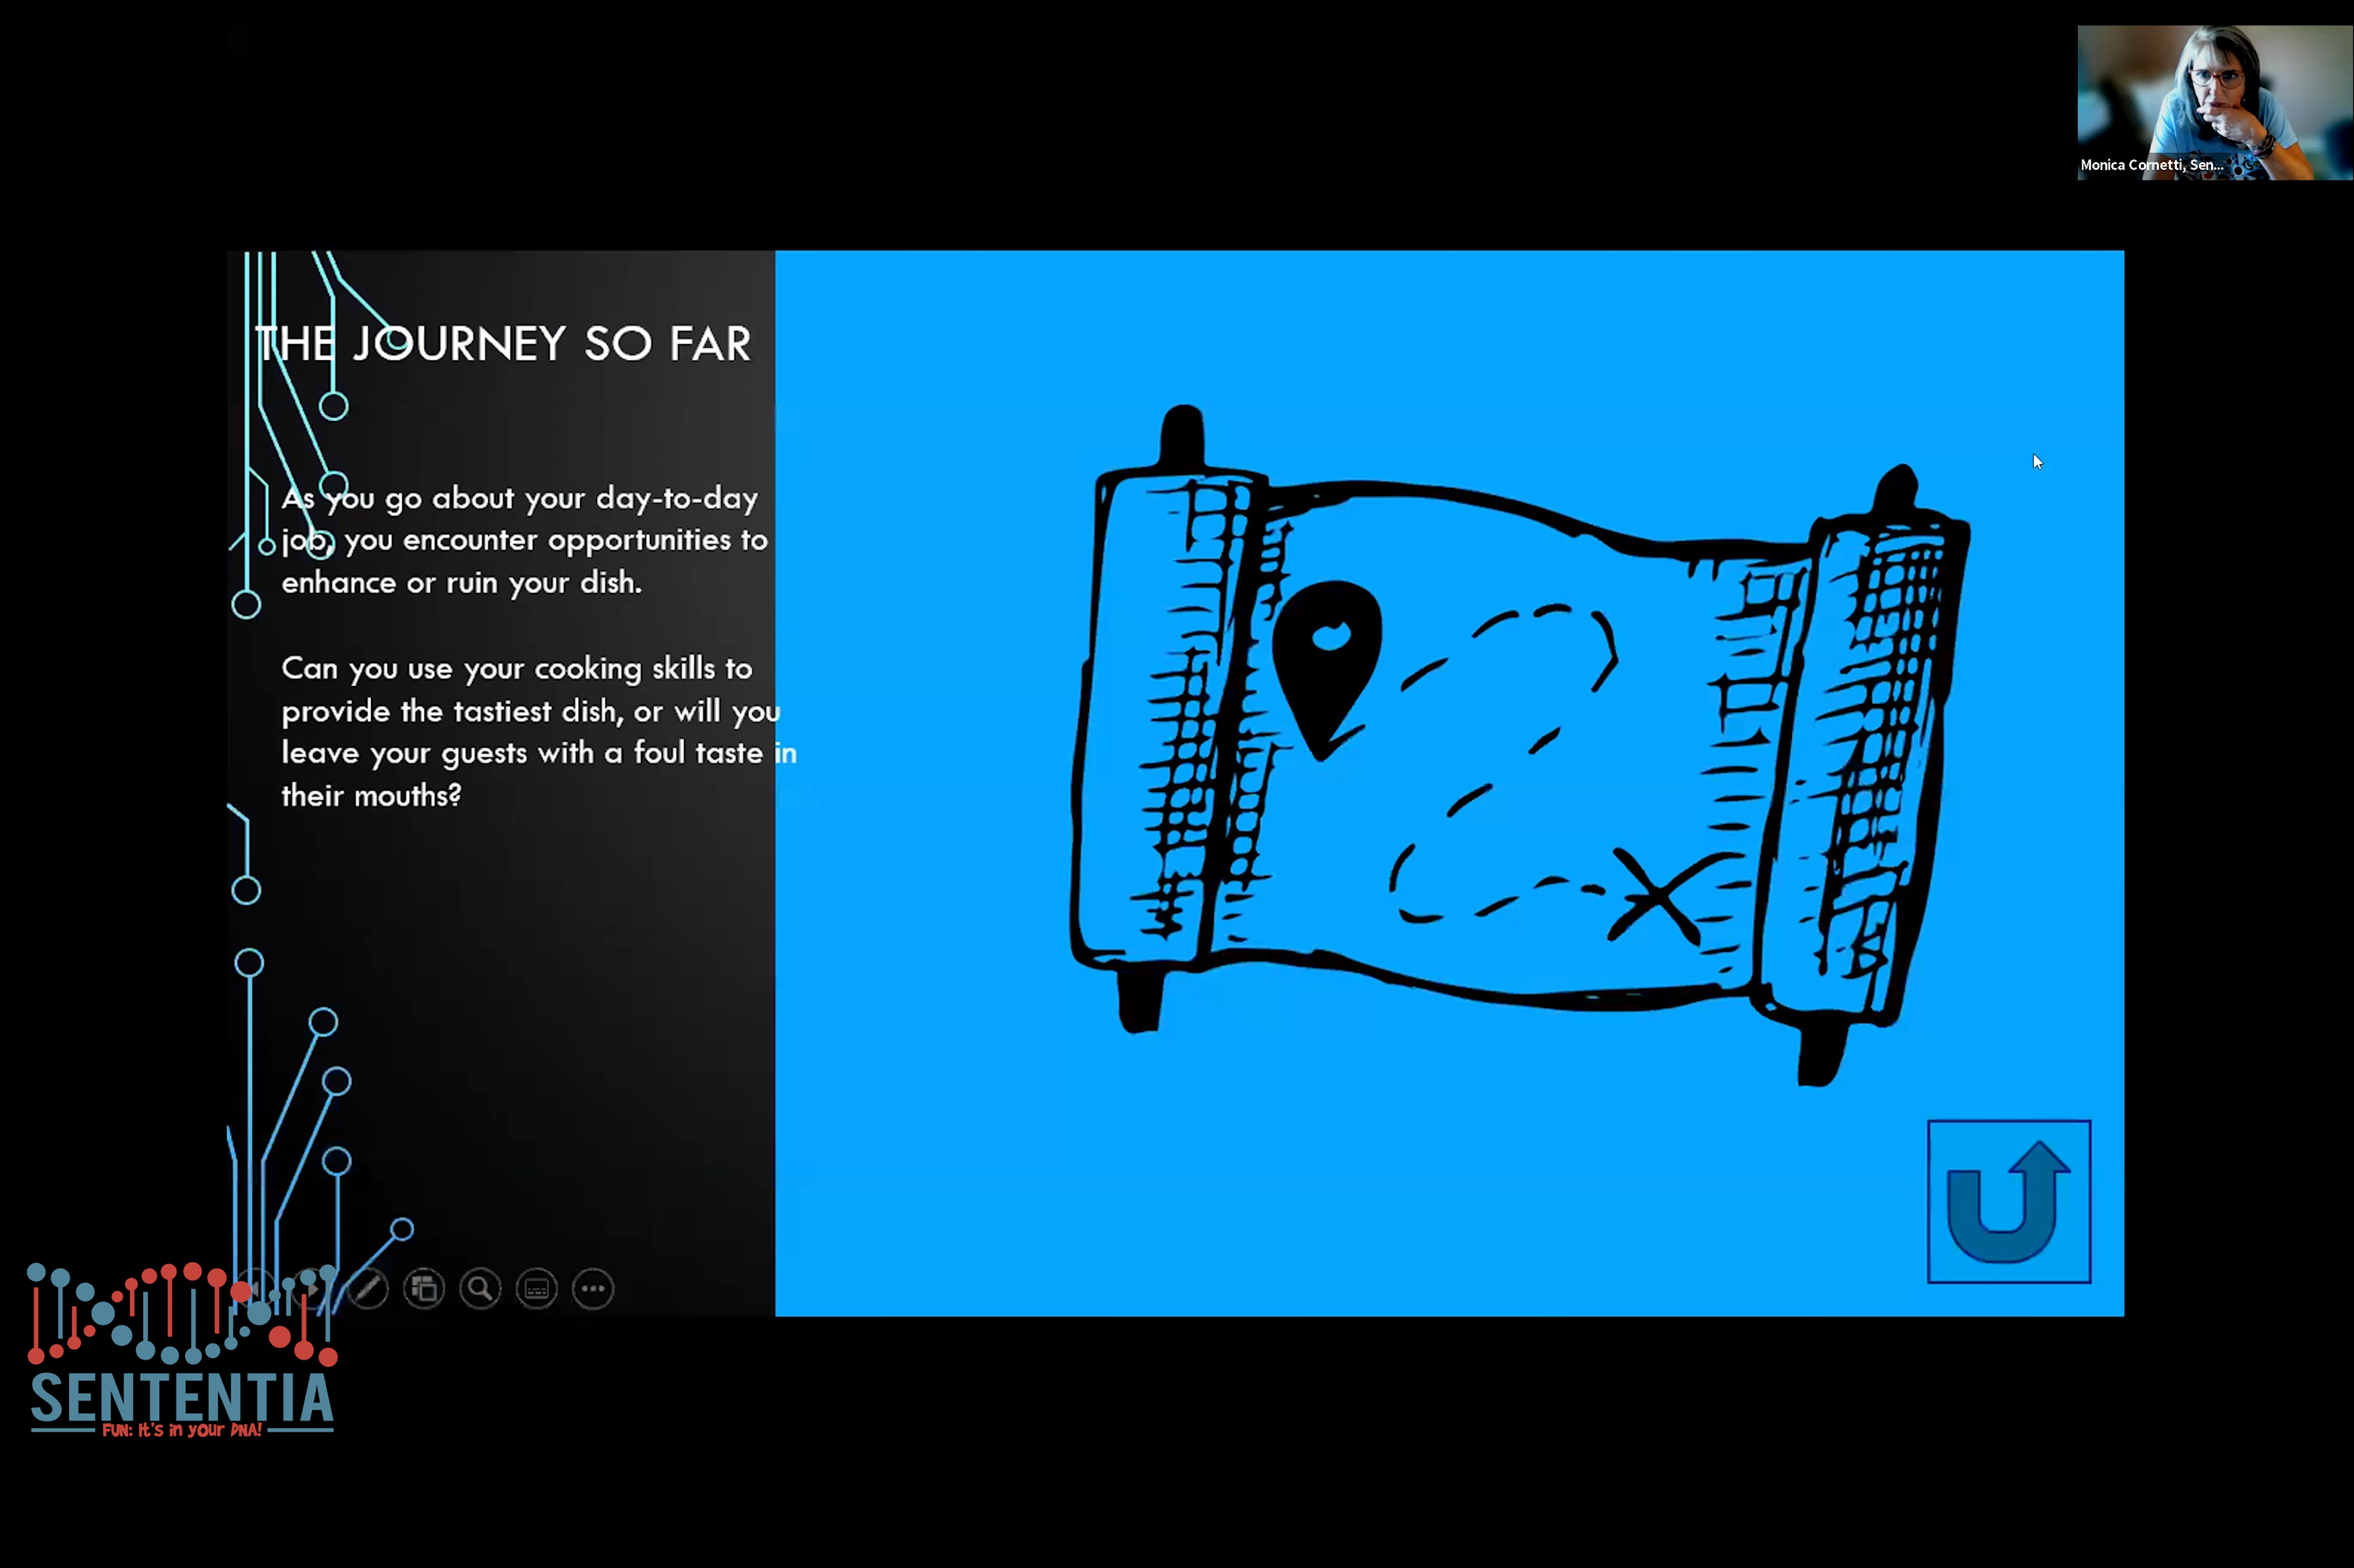 Monica Cornetti, Sen...
THE JOURNEY SO FAR
As you go about your day-to-day
job, you encounter opportunities to
enhance or ruin your dish.
Can you use your cooking skills to
provide the tastiest dish, or will you
leave your guests with a foul taste in
their mouths?
SENTENTIA
FUN: It's in your DNA!